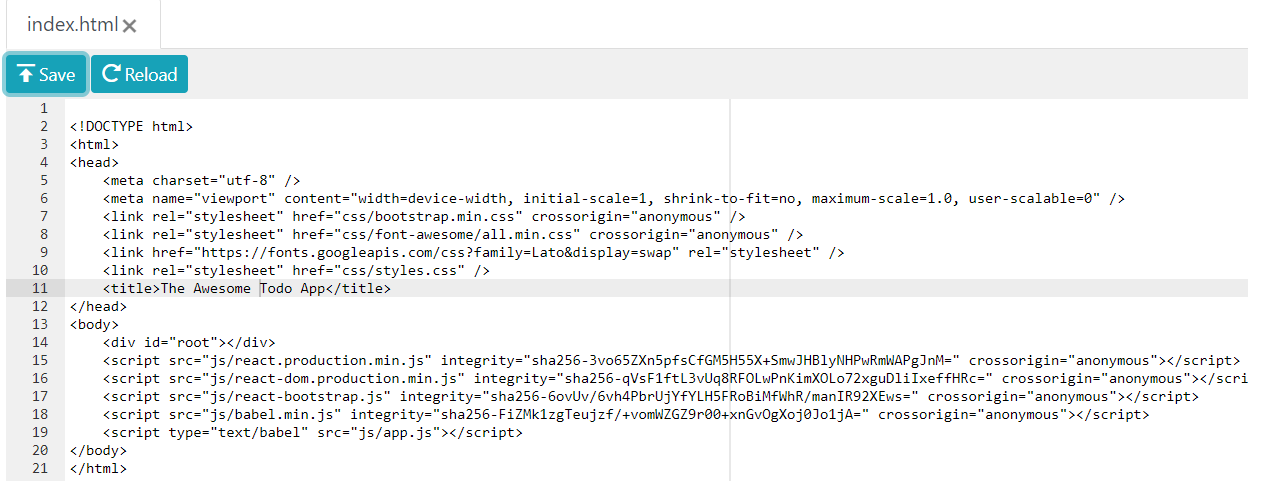 index.html
Save Reload
1
2 <!DOCTYPE html>
3 <html>
4 <head>
5 <meta charset="utf-8" />
6 <meta name="viewport" content="width=device-width, initial-scale=1, shrink-to-fit=no, maximum-scale=1.0, user-scalable=0" />
7 <link rel="stylesheet" href="css/bootstrap.min.css" crossorigin="anonymous" />
8 <link rel="stylesheet" href="css/font-awesome/all.min.css" crossorigin="anonymous" />
9 <link href="https://fonts.googleapis.com/css?family=Lato&display=swap" rel="stylesheet" />
10 <link rel="stylesheet" href="css/styles.css" />
11 <title>The Awesome Todo App</title>
12 </head>
13 <body>
14 <div id="root"></div>
15 <script src="js/react.production.min.js" integrity="sha256-3vo65ZXn5pfsCfGM5H55X+SmwJHBlyNHPwRmWAPgJnM=" crossorigin="anonymous"></script>
16 <script src="js/react-dom.production.min.js" integrity="sha256-qVsF1ftL3vUq8RFOLwPnKimXOLo72xguDliIxeffHRc=" crossorigin="anonymous"></scri
17 <script src="js/react-bootstrap.js" integrity="sha256-6ovUv/6vh4PbrUjYfYLH5FRoBiMfWhR/manIR92XEws=" crossorigin="anonymous"></script>
18 <script src="js/babel.min.js" integrity="sha256-FiZMk1zgTeujzf/+vomWZGZ9r00+xnGvOgXoj0Jo1jA=" crossorigin="anonymous"></script>
19 <script type="text/babel" src="js/app.js"></script>
20 </body>
21 </html>